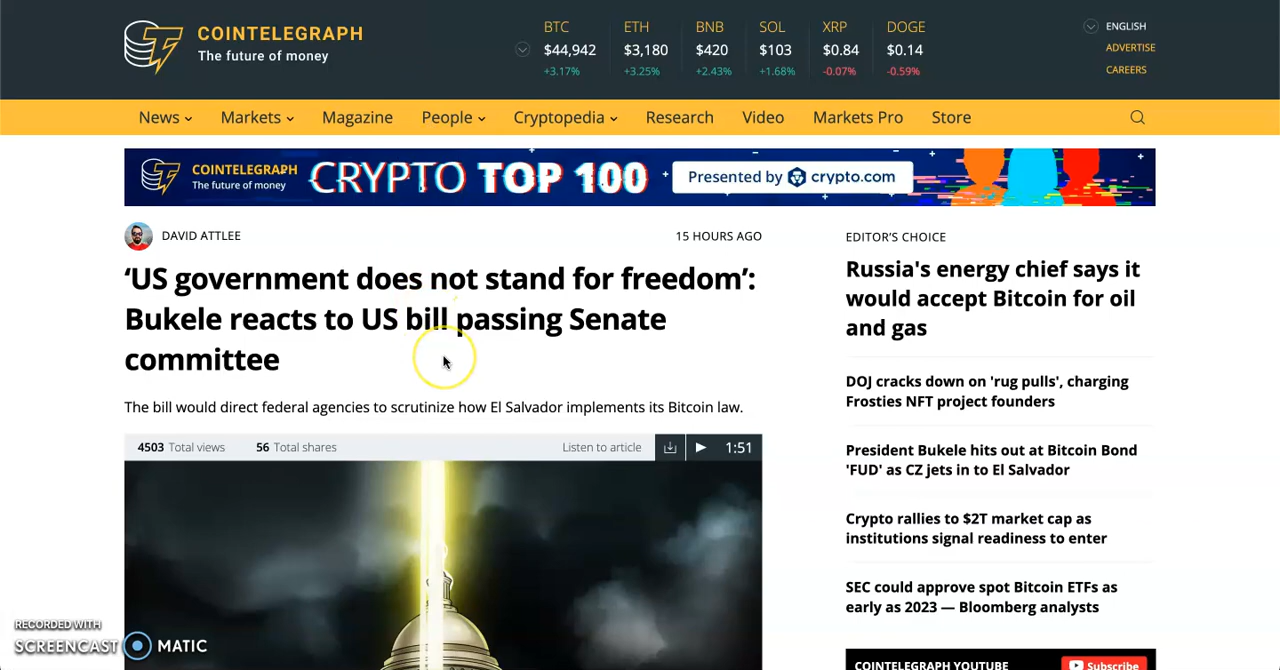 COINTELEGRAPH
The future of money
BTC ETH BNB SOL XRP DOGE
$44,942 $3,180 $420 $103 $0.84 $0.14
+3.17% +3.25% +2.43% +1.68% -0.07% -0.59%
ENGLISH
ADVERTISE
CAREERS
News Markets Magazine People Cryptopedia Research Video Markets Pro Store
COINTELEGRAPH
The future of money
CRYPTO TOP 100
Presented by crypto.com
DAVID ATTLEE
15 HOURS AGO
‘US government does not stand for freedom’:
Bukele reacts to US bill passing Senate
committee
The bill would direct federal agencies to scrutinize how El Salvador implements its Bitcoin law.
4503 Total views 56 Total shares Listen to article 1:51
EDITOR’S CHOICE
Russia's energy chief says it
would accept Bitcoin for oil
and gas
DOJ cracks down on 'rug pulls', charging
Frosties NFT project founders
President Bukele hits out at Bitcoin Bond
'FUD' as CZ jets in to El Salvador
Crypto rallies to $2T market cap as
institutions signal readiness to enter
SEC could approve spot Bitcoin ETFs as
early as 2023 — Bloomberg analysts
COINTELEGRAPH YOUTUBE
Subscribe
RECORDED WITH
SCREENCAST MATIC